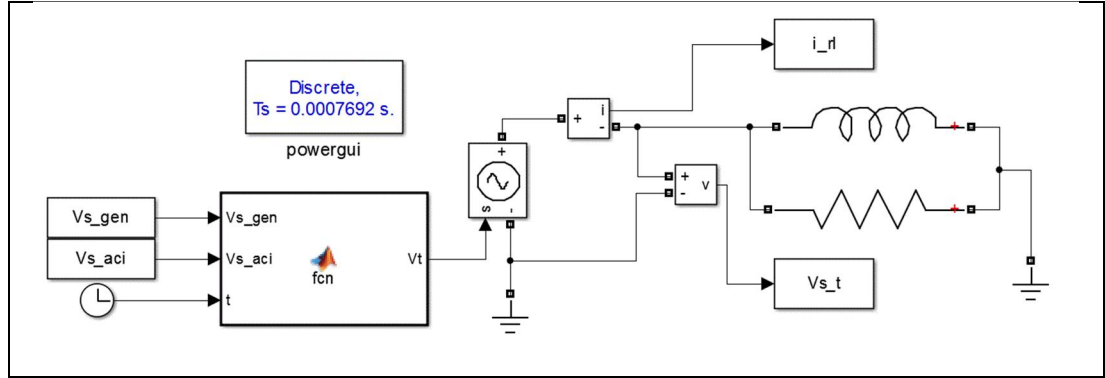 i_rl
Discrete,
Ts = 0.0007692 s.
powergui
+
i
-
+
s
-
+
-
v
+
+
Vs_gen
Vs_aci
Vs_gen
Vs_aci
t
fcn
Vt
Vs_t